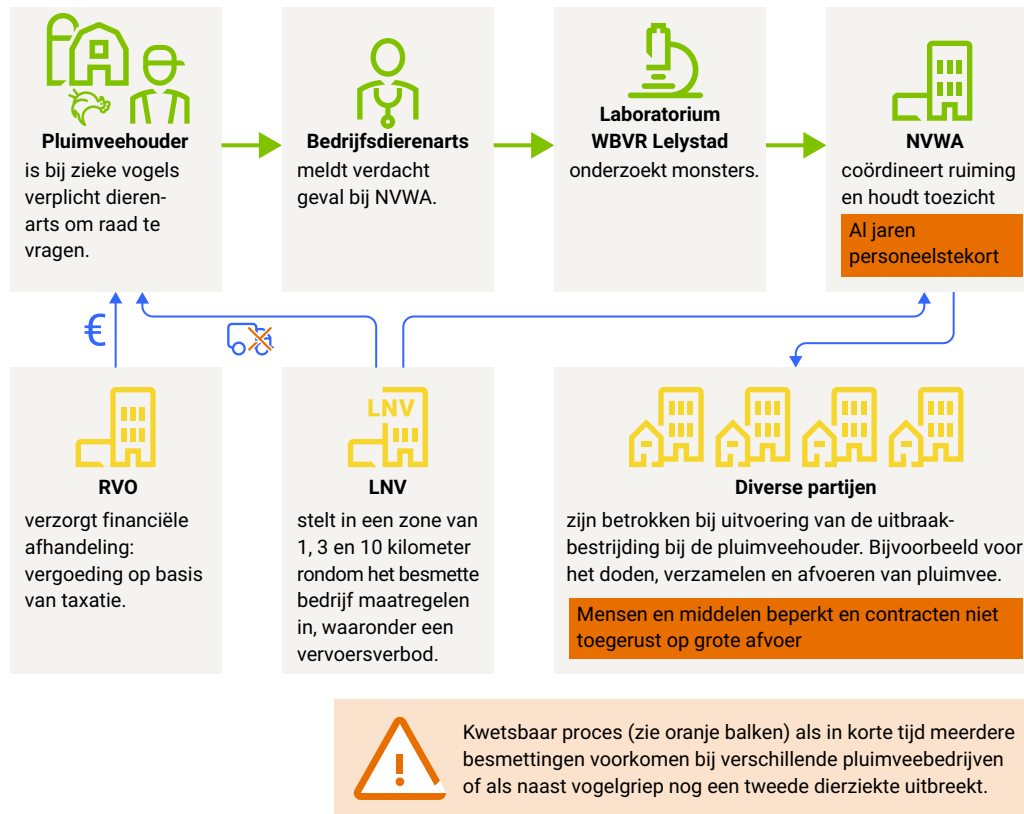 Pluimveehouder
is bij zieke vogels
verplicht dieren-
arts om raad te
vragen.
Bedrijfsdierenarts
meldt verdacht
geval bij NVWA.
Laboratorium
WBVR Lelystad
onderzoekt monsters.
NVWA
coördineert ruiming
en houdt toezicht
Al jaren
personeelstekort
€
RVO
verzorgt financiële
afhandeling:
vergoeding op basis
van taxatie.
LNV
LNV
stelt in een zone van
1, 3 en 10 kilometer
rondom het besmette
bedrijf maatregelen
in, waaronder een
vervoersverbod.
Diverse partijen
zijn betrokken bij uitvoering van de uitbraak-
bestrijding bij de pluimveehouder. Bijvoorbeeld voor
het doden, verzamelen en afvoeren van pluimvee.
Mensen en middelen beperkt en contracten niet
toegerust op grote afvoer
Kwetsbaar proces (zie oranje balken) als in korte tijd meerdere
besmettingen voorkomen bij verschillende pluimveebedrijven
of als naast vogelgriep nog een tweede dierziekte uitbreekt.